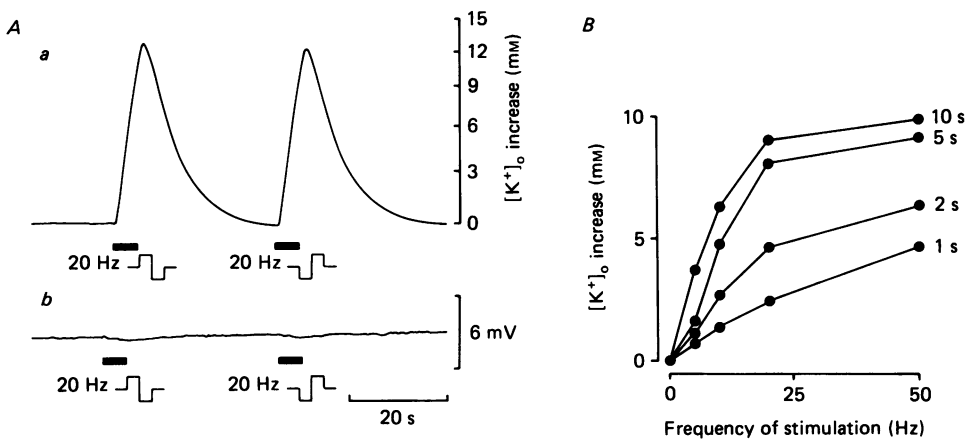 A
a
15
12
9
6
3
0
[K⁺]ₒ increase (mM)
20 Hz
20 Hz
b
6 mV
20 Hz
20 Hz
20 s
B
10
5
0
[K⁺]ₒ increase (mM)
10 s
5 s
2 s
1 s
0
25
50
Frequency of stimulation (Hz)